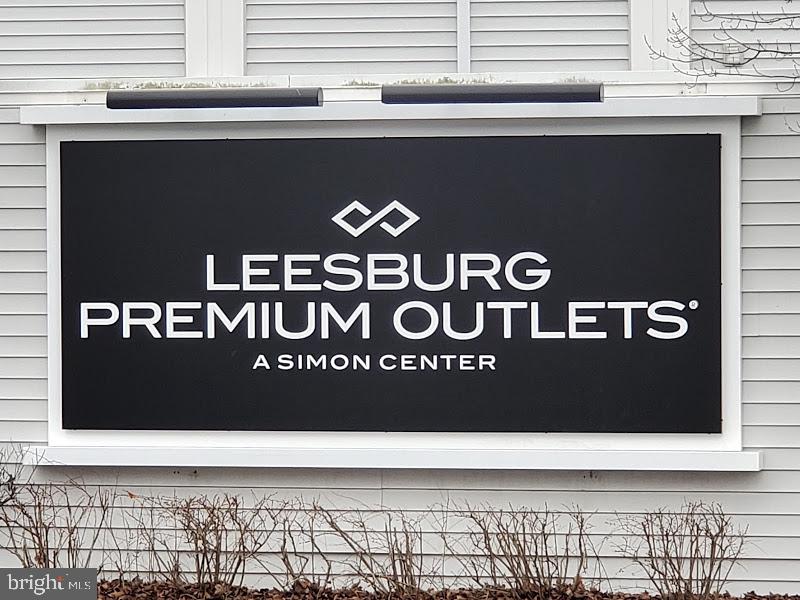 LEESBURG
PREMIUM OUTLETS®
A SIMON CENTER
bright MLS